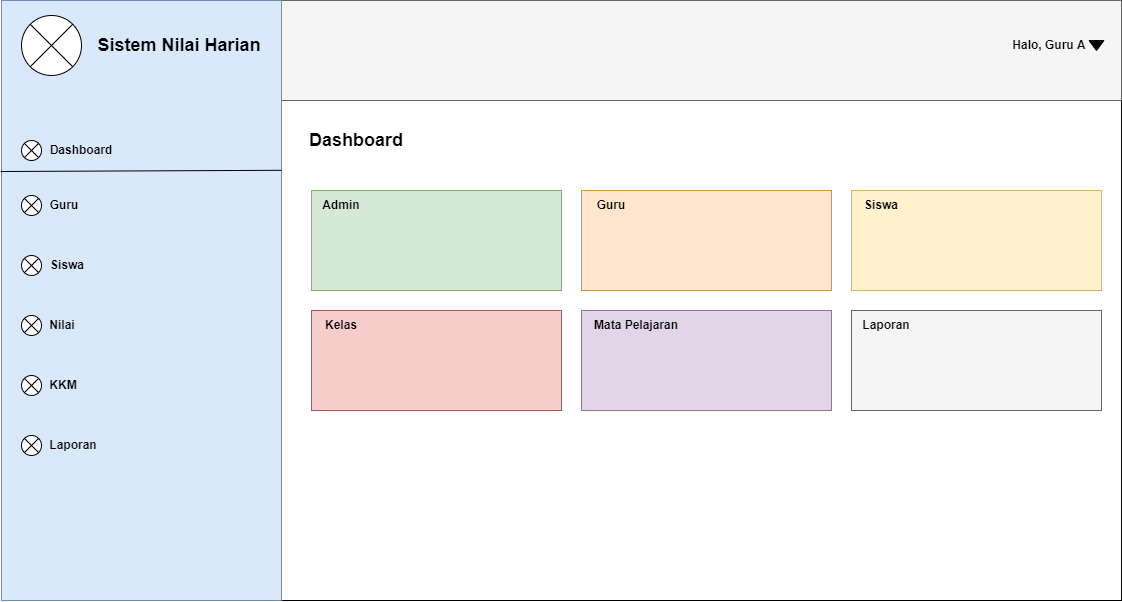 Sistem Nilai Harian
Halo, Guru A
Dashboard
Guru
Siswa
Nilai
KKM
Laporan
Dashboard
Admin
Guru
Siswa
Kelas
Mata Pelajaran
Laporan